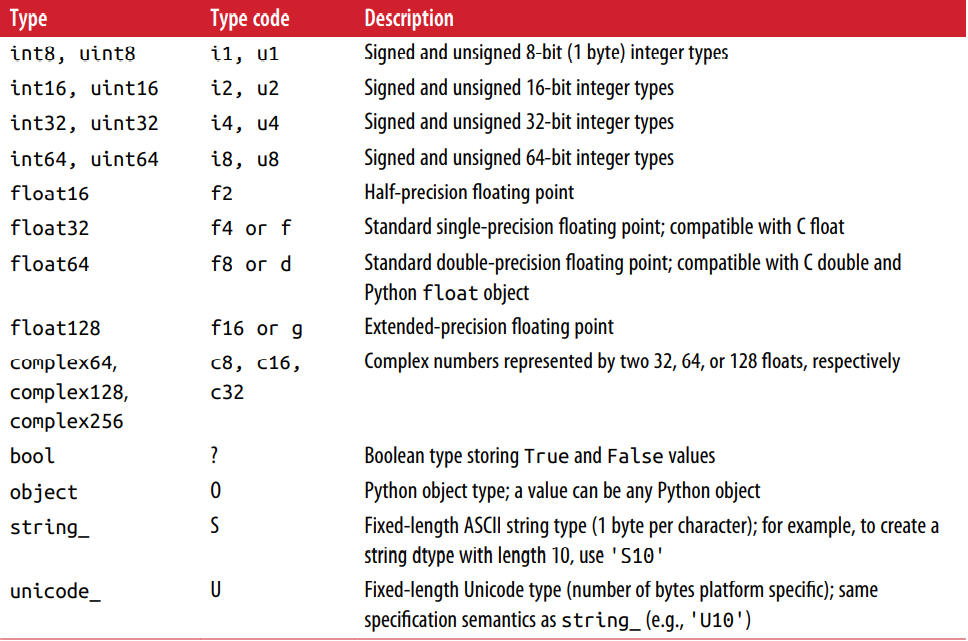 Type Type code Description
int8, uint8 i1, u1 Signed and unsigned 8-bit (1 byte) integer types
int16, uint16 i2, u2 Signed and unsigned 16-bit integer types
int32, uint32 i4, u4 Signed and unsigned 32-bit integer types
int64, uint64 i8, u8 Signed and unsigned 64-bit integer types
float16 f2 Half-precision floating point
float32 f4 or f Standard single-precision floating point; compatible with C float
float64 f8 or d Standard double-precision floating point; compatible with C double and
Python float object
float128 f16 or g Extended-precision floating point
complex64, c8, c16, Complex numbers represented by two 32, 64, or 128 floats, respectively
complex128, c32
complex256
bool ? Boolean type storing True and False values
object O Python object type; a value can be any Python object
string_ S Fixed-length ASCII string type (1 byte per character); for example, to create a
string dtype with length 10, use 'S10'
unicode_ U Fixed-length Unicode type (number of bytes platform specific); same
specification semantics as string_ (e.g., 'U10')